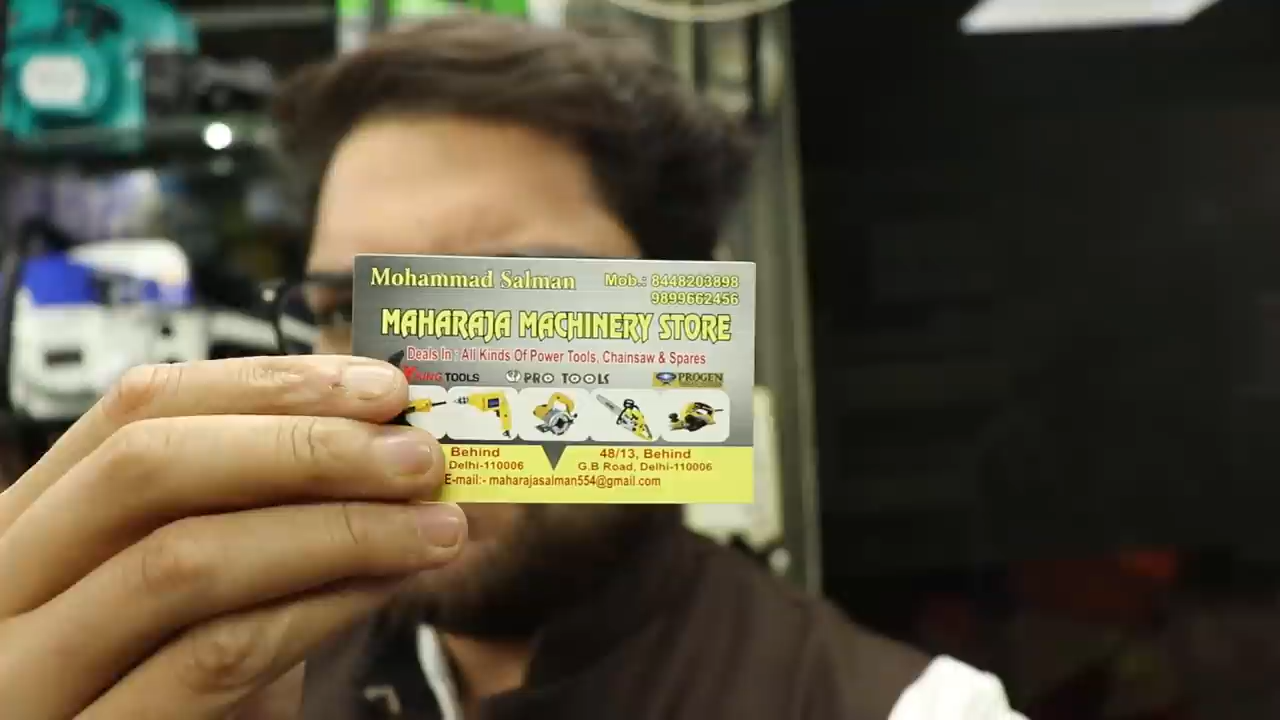 Mohammad Salman Mob.: 8448203898
9899662456
MAHARAJA MACHINERY STORE
Deals In : All Kinds Of Power Tools, Chainsaw & Spares
TOOLS PRO TOOLS PROGEN
Behind 48/13, Behind
Delhi-110006 G.B Road, Delhi-110006
E-mail:- maharajasalman554@gmail.com